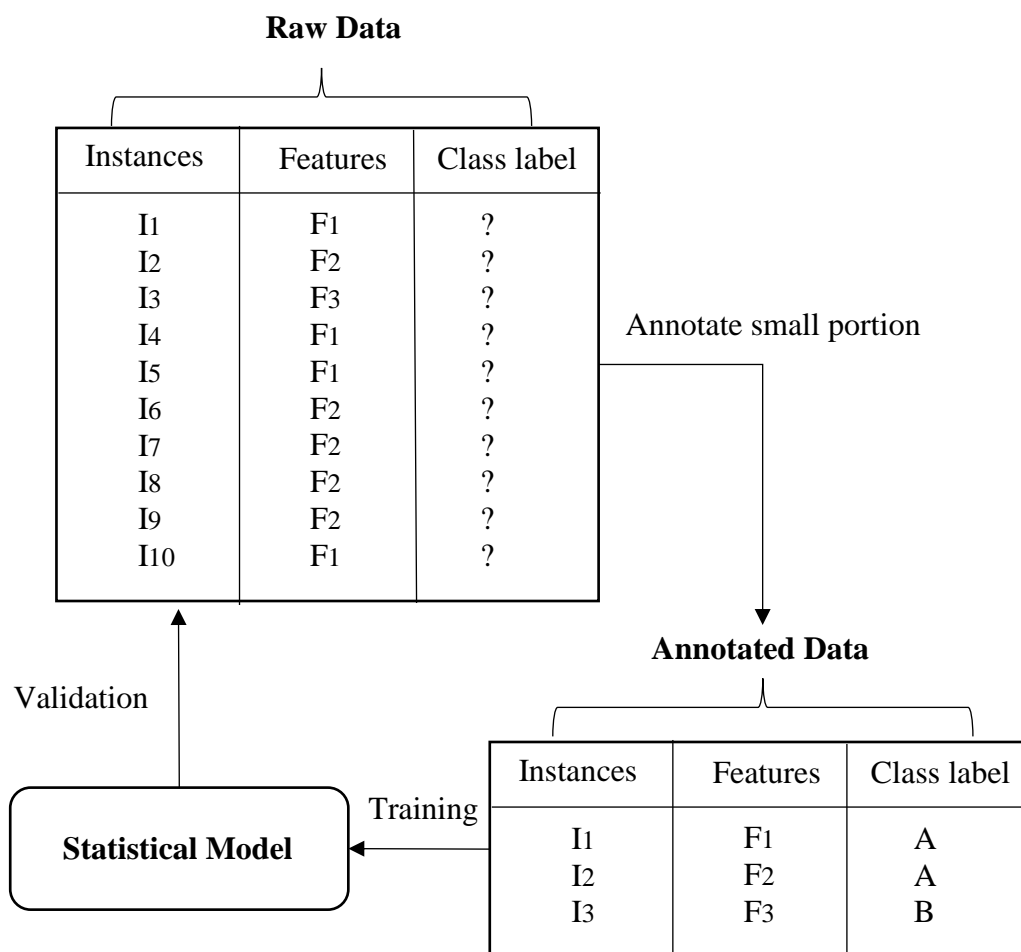 Raw Data
Instances Features Class label
I1 F1 ?
I2 F2 ?
I3 F3 ?
I4 F1 ?
I5 F1 ?
I6 F2 ?
I7 F2 ?
I8 F2 ?
I9 F2 ?
I10 F1 ?
Annotate small portion
Annotated Data
Instances Features Class label
I1 F1 A
I2 F2 A
I3 F3 B
Validation
Training
Statistical Model